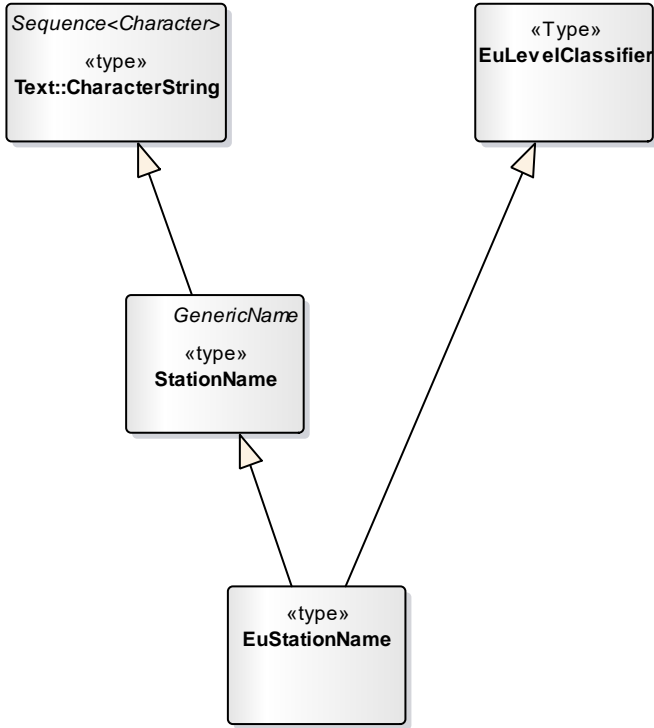 Sequence<Character>
«type»
Text::CharacterString
«Type»
EuLevelClassifier
GenericName
«type»
StationName
«type»
EuStationName